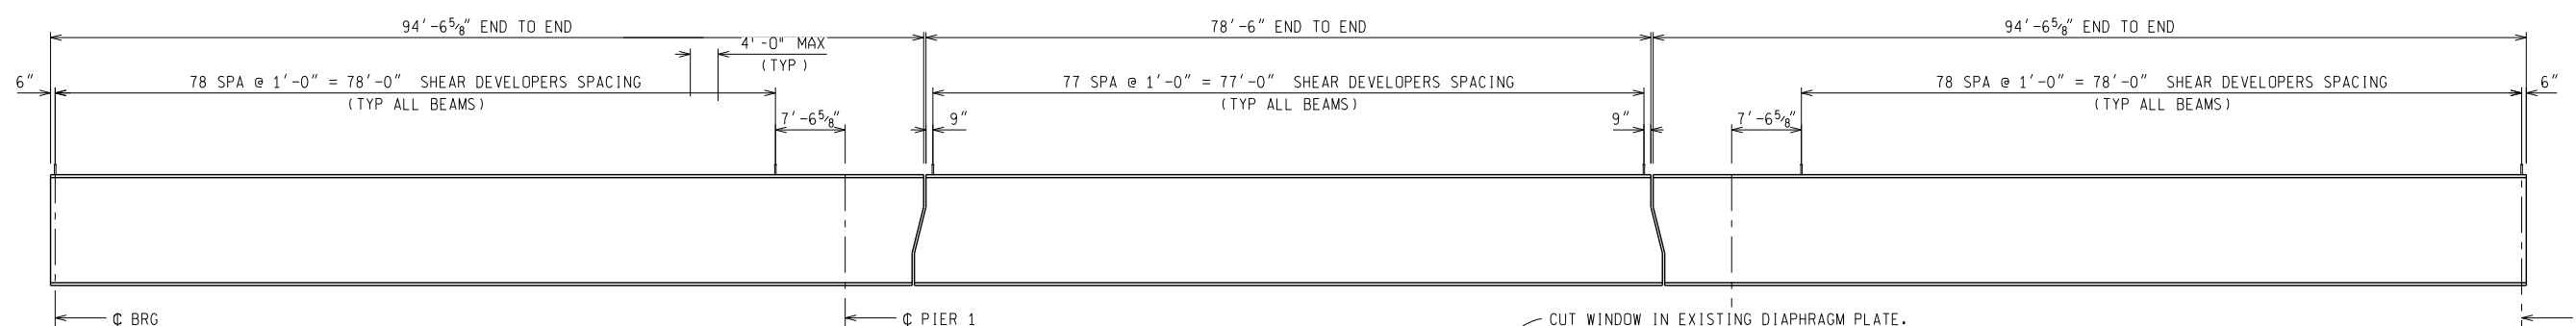 94'-6⅝" END TO END
78'-6" END TO END
94'-6⅝" END TO END
4'-0" MAX
(TYP)
6"
78 SPA @ 1'-0" = 78'-0" SHEAR DEVELOPERS SPACING
(TYP ALL BEAMS)
77 SPA @ 1'-0" = 77'-0" SHEAR DEVELOPERS SPACING
(TYP ALL BEAMS)
78 SPA @ 1'-0" = 78'-0" SHEAR DEVELOPERS SPACING
(TYP ALL BEAMS)
6"
7'-6⅝"
9"
9"
7'-6⅝"
℄ BRG
℄ PIER 1
CUT WINDOW IN EXISTING DIAPHRAGM PLATE.